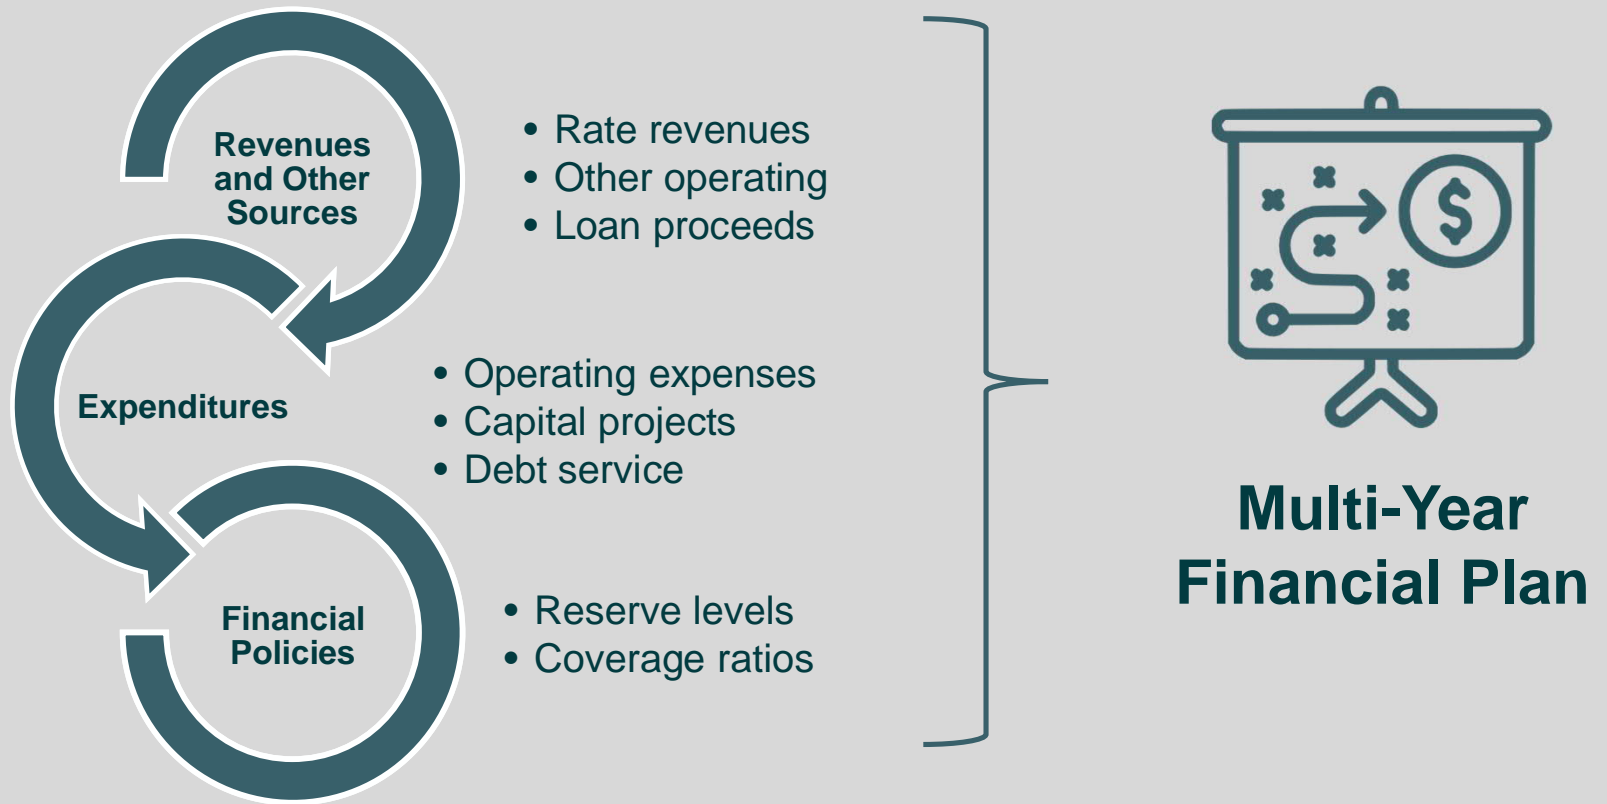 Revenues
and Other
Sources
• Rate revenues
• Other operating
• Loan proceeds
Expenditures
• Operating expenses
• Capital projects
• Debt service
Financial
Policies
• Reserve levels
• Coverage ratios
$
Multi-Year
Financial Plan